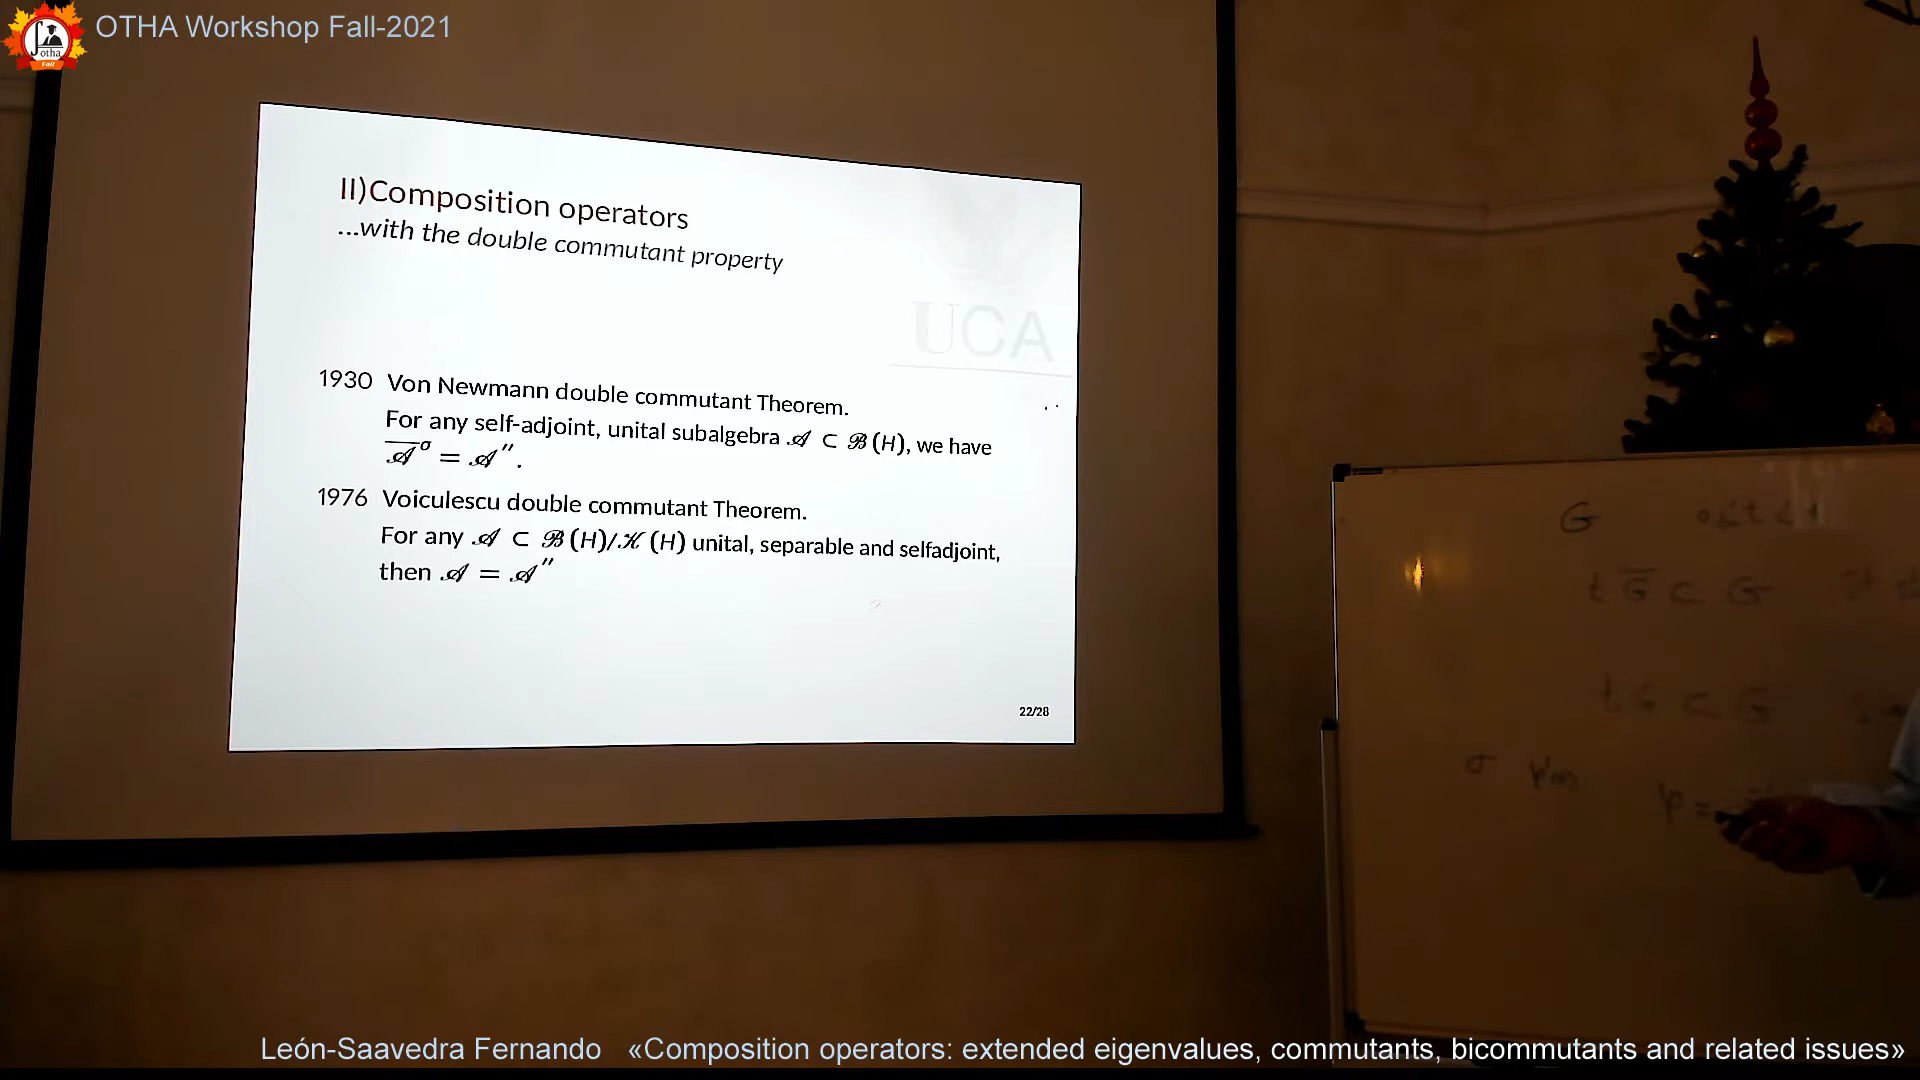 OTHA Workshop Fall-2021
otha
Fall
II)Composition operators
...with the double commutant property
UCA
1930 Von Newmann double commutant Theorem.
For any self-adjoint, unital subalgebra 𝒜 ⊂ ℬ(H), we have
𝒜̅^σ = 𝒜″.
1976 Voiculescu double commutant Theorem.
For any 𝒜 ⊂ ℬ(H)/𝒦(H) unital, separable and selfadjoint,
then 𝒜 = 𝒜″
22/28
G
t G̅ ⊂ G
t G ⊂ G
σ
León-Saavedra Fernando «Composition operators: extended eigenvalues, commutants, bicommutants and related issues»